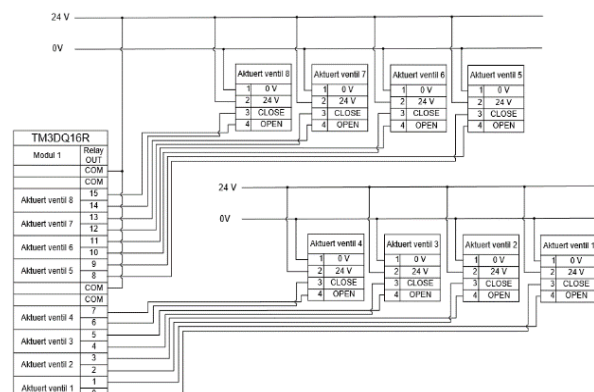 24 V
0V
Aktuert ventil 8
1 0 V
2 24 V
3 CLOSE
4 OPEN
Aktuert ventil 7
1 0 V
2 24 V
3 CLOSE
4 OPEN
Aktuert ventil 6
1 0 V
2 24 V
3 CLOSE
4 OPEN
Aktuert ventil 5
1 0 V
2 24 V
3 CLOSE
4 OPEN
TM3DQ16R
Modul 1
Relay
OUT
COM
COM
Aktuert ventil 8
15
14
Aktuert ventil 7
13
12
Aktuert ventil 6
11
10
Aktuert ventil 5
9
8
COM
COM
Aktuert ventil 4
7
6
Aktuert ventil 3
5
4
Aktuert ventil 2
3
2
Aktuert ventil 1
1
24 V
0V
Aktuert ventil 4
1 0 V
2 24 V
3 CLOSE
4 OPEN
Aktuert ventil 3
1 0 V
2 24 V
3 CLOSE
4 OPEN
Aktuert ventil 2
1 0 V
2 24 V
3 CLOSE
4 OPEN
Aktuert ventil 1
1 0 V
2 24 V
3 CLOSE
4 OPEN